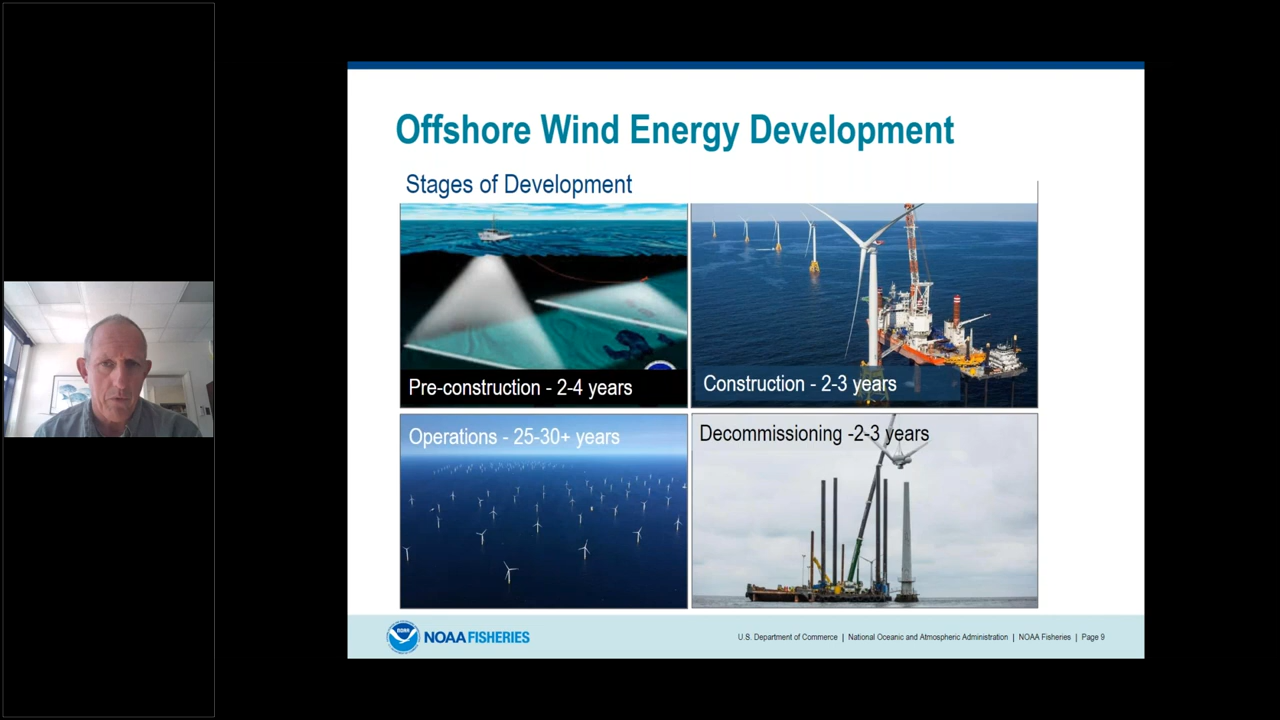 Offshore Wind Energy Development
Stages of Development
Pre-construction - 2-4 years
Construction - 2-3 years
Operations - 25-30+ years
Decommissioning -2-3 years
NOAA
NOAA FISHERIES
U.S. Department of Commerce | National Oceanic and Atmospheric Administration | NOAA Fisheries | Page 9